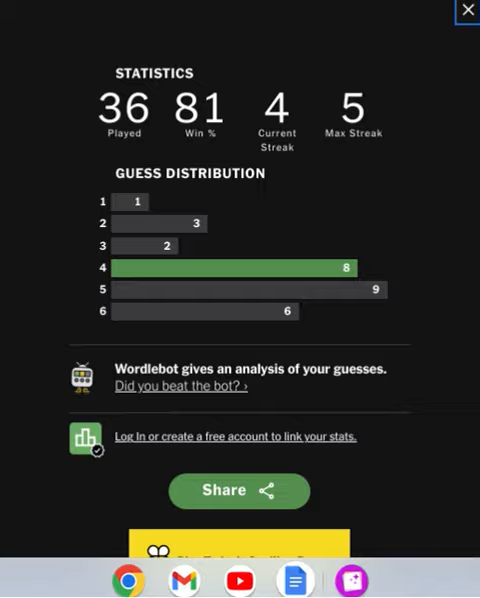 STATISTICS
36 81 4 5
Played Win % Current Streak Max Streak
GUESS DISTRIBUTION
1 1
2 3
3 2
4 8
5 9
6 6
Wordlebot gives an analysis of your guesses.
Did you beat the bot? ›
Log In or create a free account to link your stats.
Share